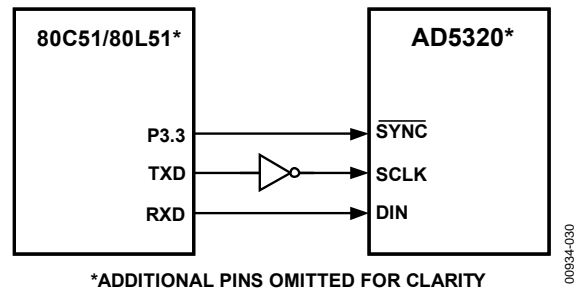 80C51/80L51*
AD5320*
P3.3
SYNC
TXD
SCLK
RXD
DIN
*ADDITIONAL PINS OMITTED FOR CLARITY
00934-030